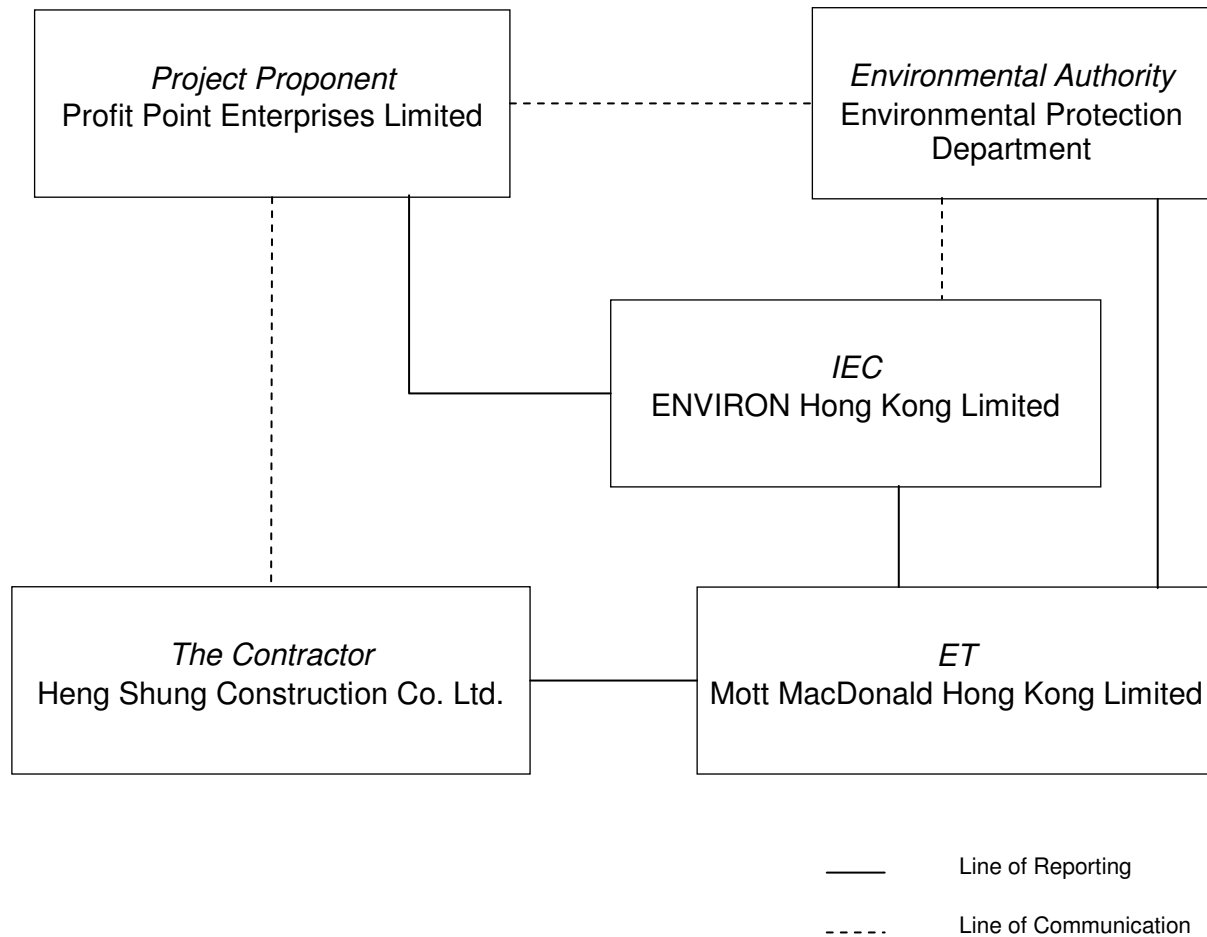 Project Proponent
Profit Point Enterprises Limited
Environmental Authority
Environmental Protection
Department
IEC
ENVIRON Hong Kong Limited
The Contractor
Heng Shung Construction Co. Ltd.
ET
Mott MacDonald Hong Kong Limited
Line of Reporting
Line of Communication